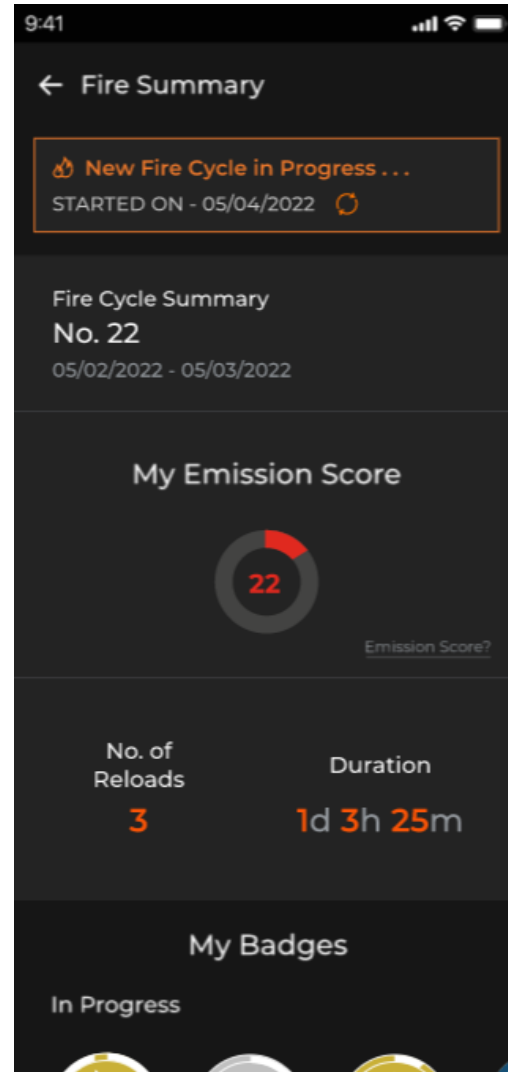 9:41
Fire Summary
New Fire Cycle in Progress . . .
STARTED ON - 05/04/2022
Fire Cycle Summary
No. 22
05/02/2022 - 05/03/2022
My Emission Score
22
Emission Score?
No. of
Reloads
3
Duration
1d 3h 25m
My Badges
In Progress